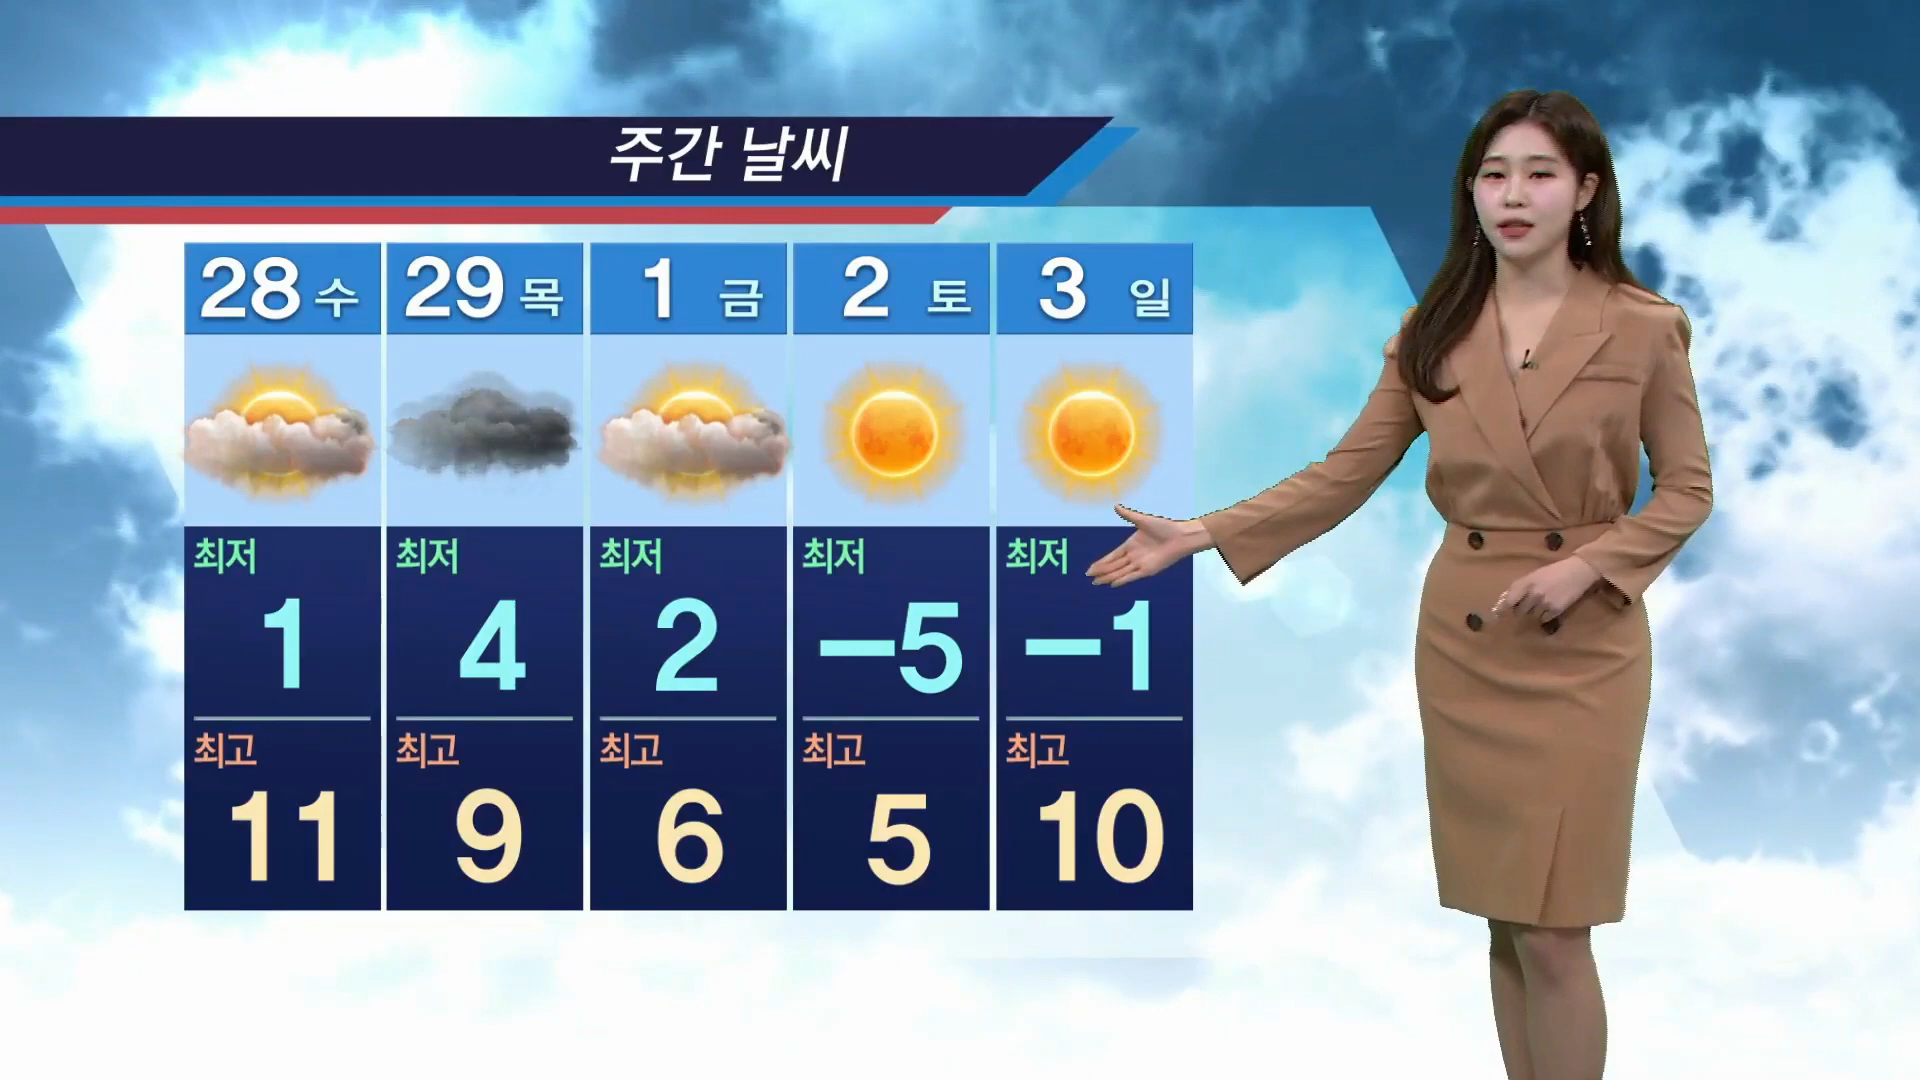 주간 날씨
28 수 29 목 1 금 2 토 3 일
최저 최저 최저 최저 최저
1 4 2 -5 -1
최고 최고 최고 최고 최고
11 9 6 5 10